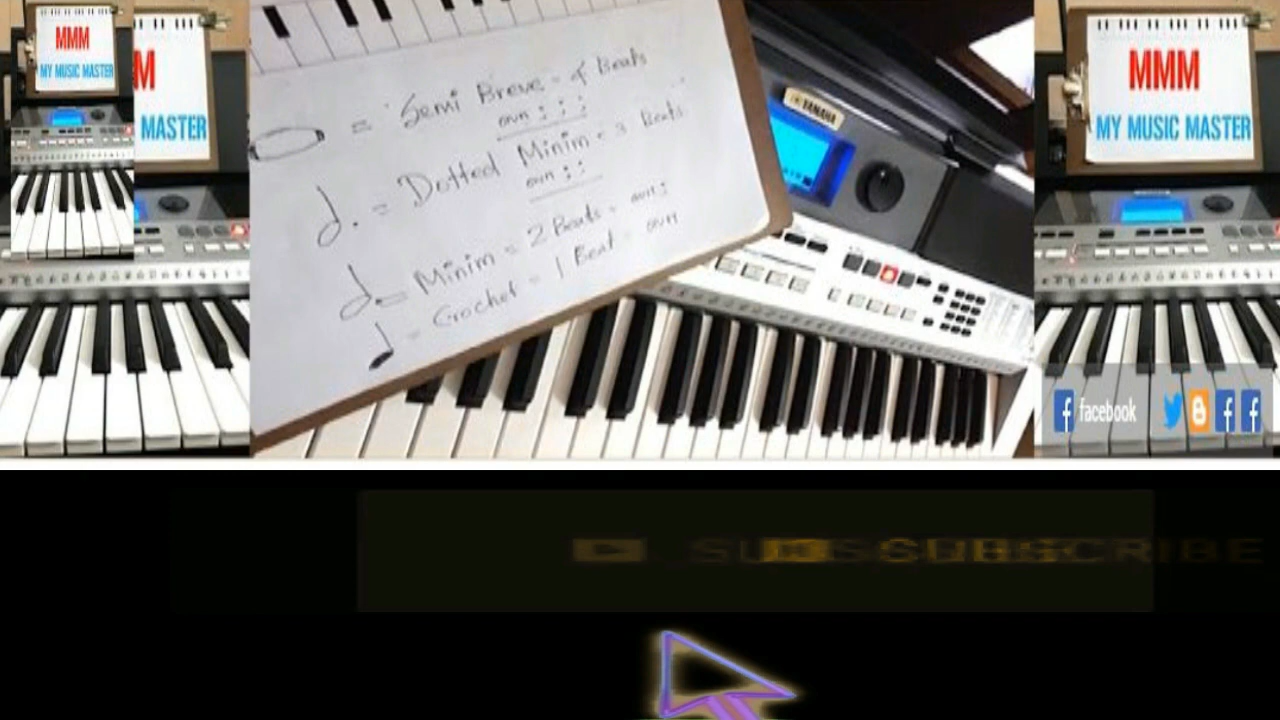 MMM
MY MUSIC MASTER
M
MASTER
= Semi Breve = 4 Beats
own : : :
= Dotted Minim = 3 Beats
own : :
= Minim = 2 Beats = own :
= Crochet = 1 Beat = own
YAMAHA
MMM
MY MUSIC MASTER
facebook
SUBSCRIBE